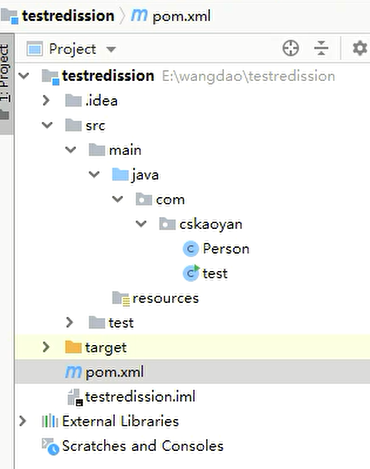 testredission pom.xml
1: Project
Project
testredission E:\wangdao\testredission
.idea
src
main
java
com
cskaoyan
Person
test
resources
test
target
pom.xml
testredission.iml
External Libraries
Scratches and Consoles